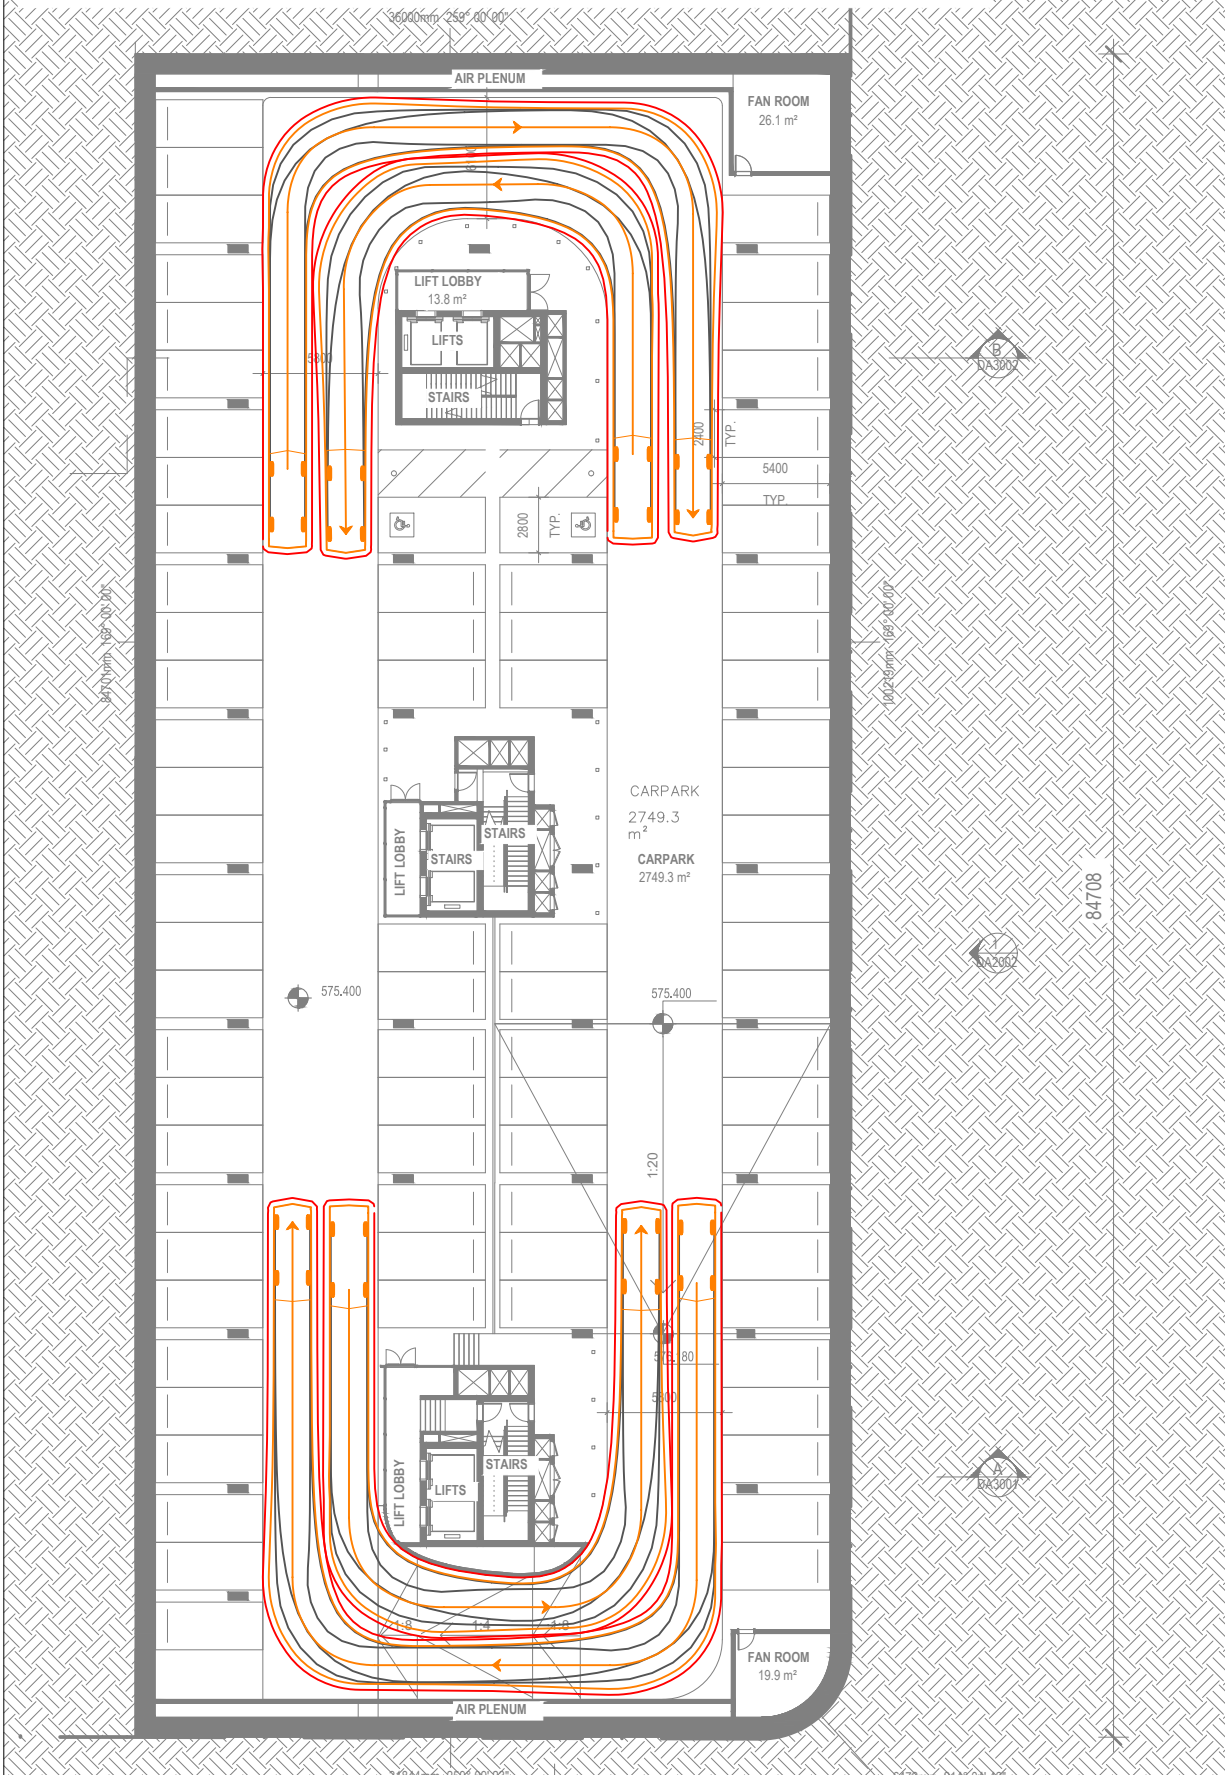 36000mm 259° 00' 00"
AIR PLENUM
FAN ROOM
26.1 m²
LIFT LOBBY
13.8 m²
LIFTS
B
DA3002
5800
STAIRS
2400
TYP.
5400
TYP.
2800
TYP.
84701mm 169° 00' 00"
100219mm 169° 00' 00"
CARPARK
2749.3
m²
STAIRS
LIFT LOBBY
STAIRS
CARPARK
2749.3 m²
84708
1
DA2002
575.400
575.400
1:20
5800
LIFT LOBBY
LIFTS
STAIRS
A
DA3001
1:8
1:4
1:8
FAN ROOM
19.9 m²
AIR PLENUM